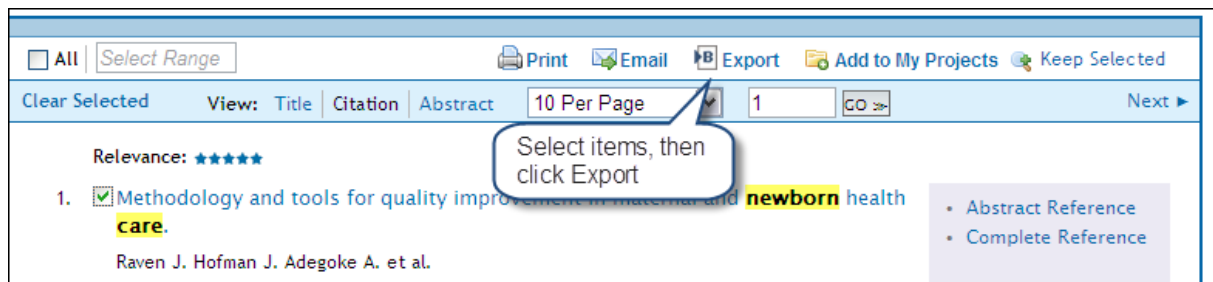 All Select Range Print Email Export Add to My Projects Keep Selected
Clear Selected View: Title Citation Abstract 10 Per Page 1 GO Next
Select items, then
click Export
Relevance:
1. Methodology and tools for quality improvement in maternal and newborn health
care.
Raven J. Hofman J. Adegoke A. et al.
• Abstract Reference
• Complete Reference